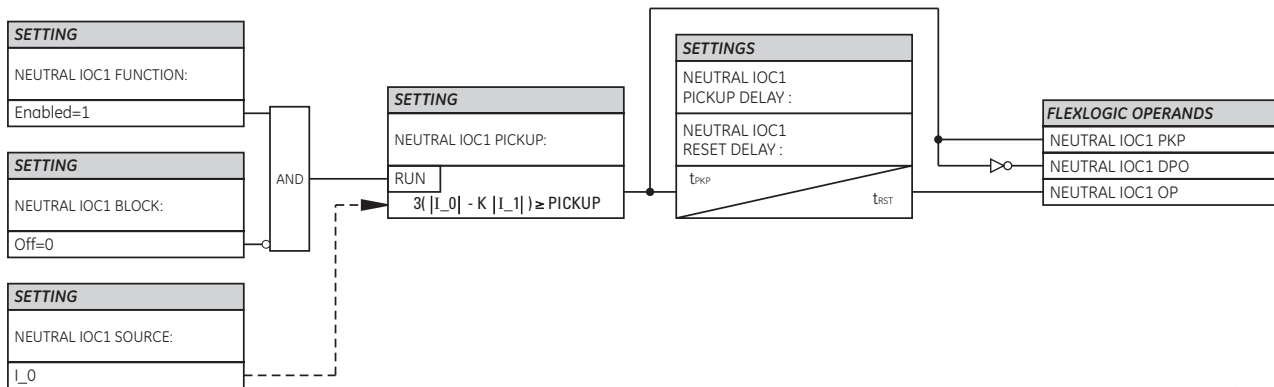 SETTING
NEUTRAL IOC1 FUNCTION:
Enabled=1
SETTING
NEUTRAL IOC1 BLOCK:
Off=0
SETTING
NEUTRAL IOC1 SOURCE:
I_0
AND
SETTING
NEUTRAL IOC1 PICKUP:
RUN
3( |I_0| - K |I_1| ) ≥ PICKUP
SETTINGS
NEUTRAL IOC1
PICKUP DELAY :
NEUTRAL IOC1
RESET DELAY :
tPKP
tRST
FLEXLOGIC OPERANDS
NEUTRAL IOC1 PKP
NEUTRAL IOC1 DPO
NEUTRAL IOC1 OP